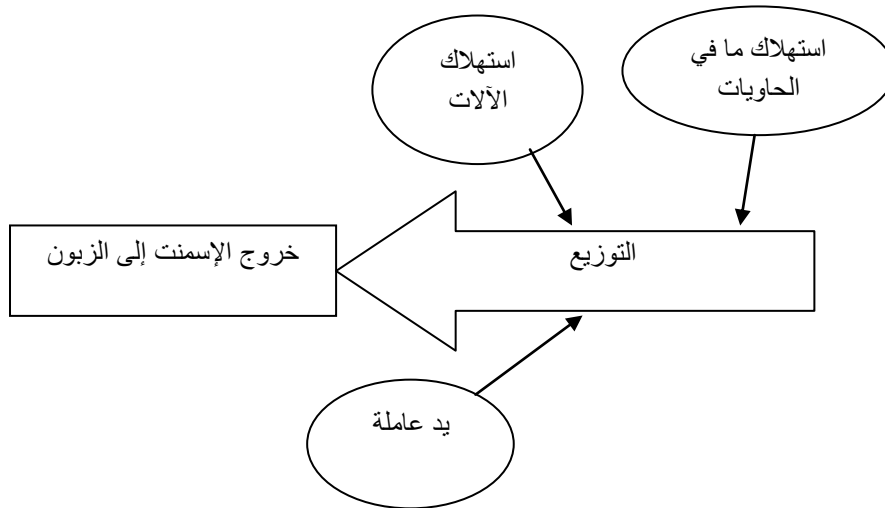 استهلاك ما في
الحاويات
استهلاك
الآلات
التوزيع
خروج الإسمنت إلى الزبون
يد عاملة